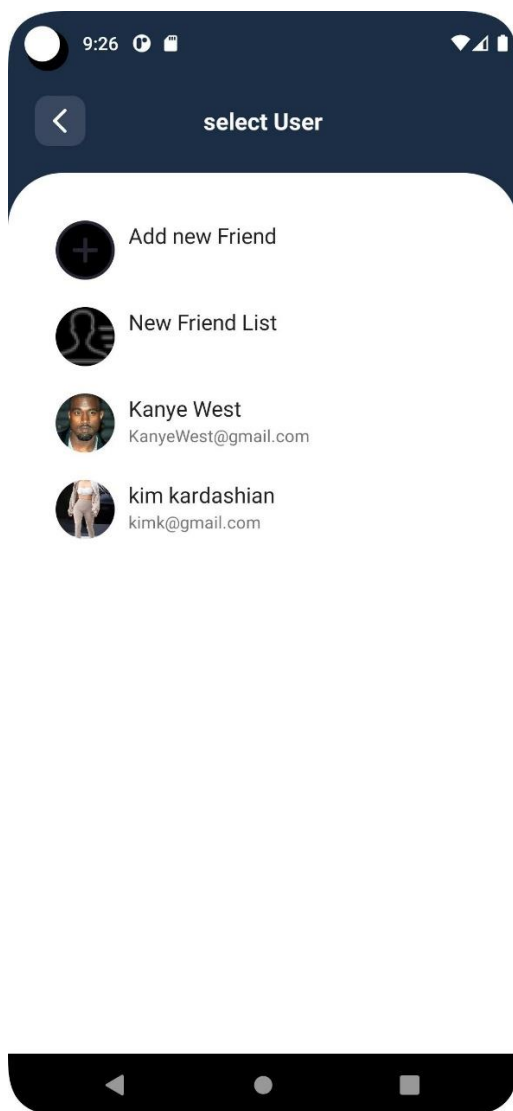 9:26
select User
Add new Friend
New Friend List
Kanye West
KanyeWest@gmail.com
kim kardashian
kimk@gmail.com